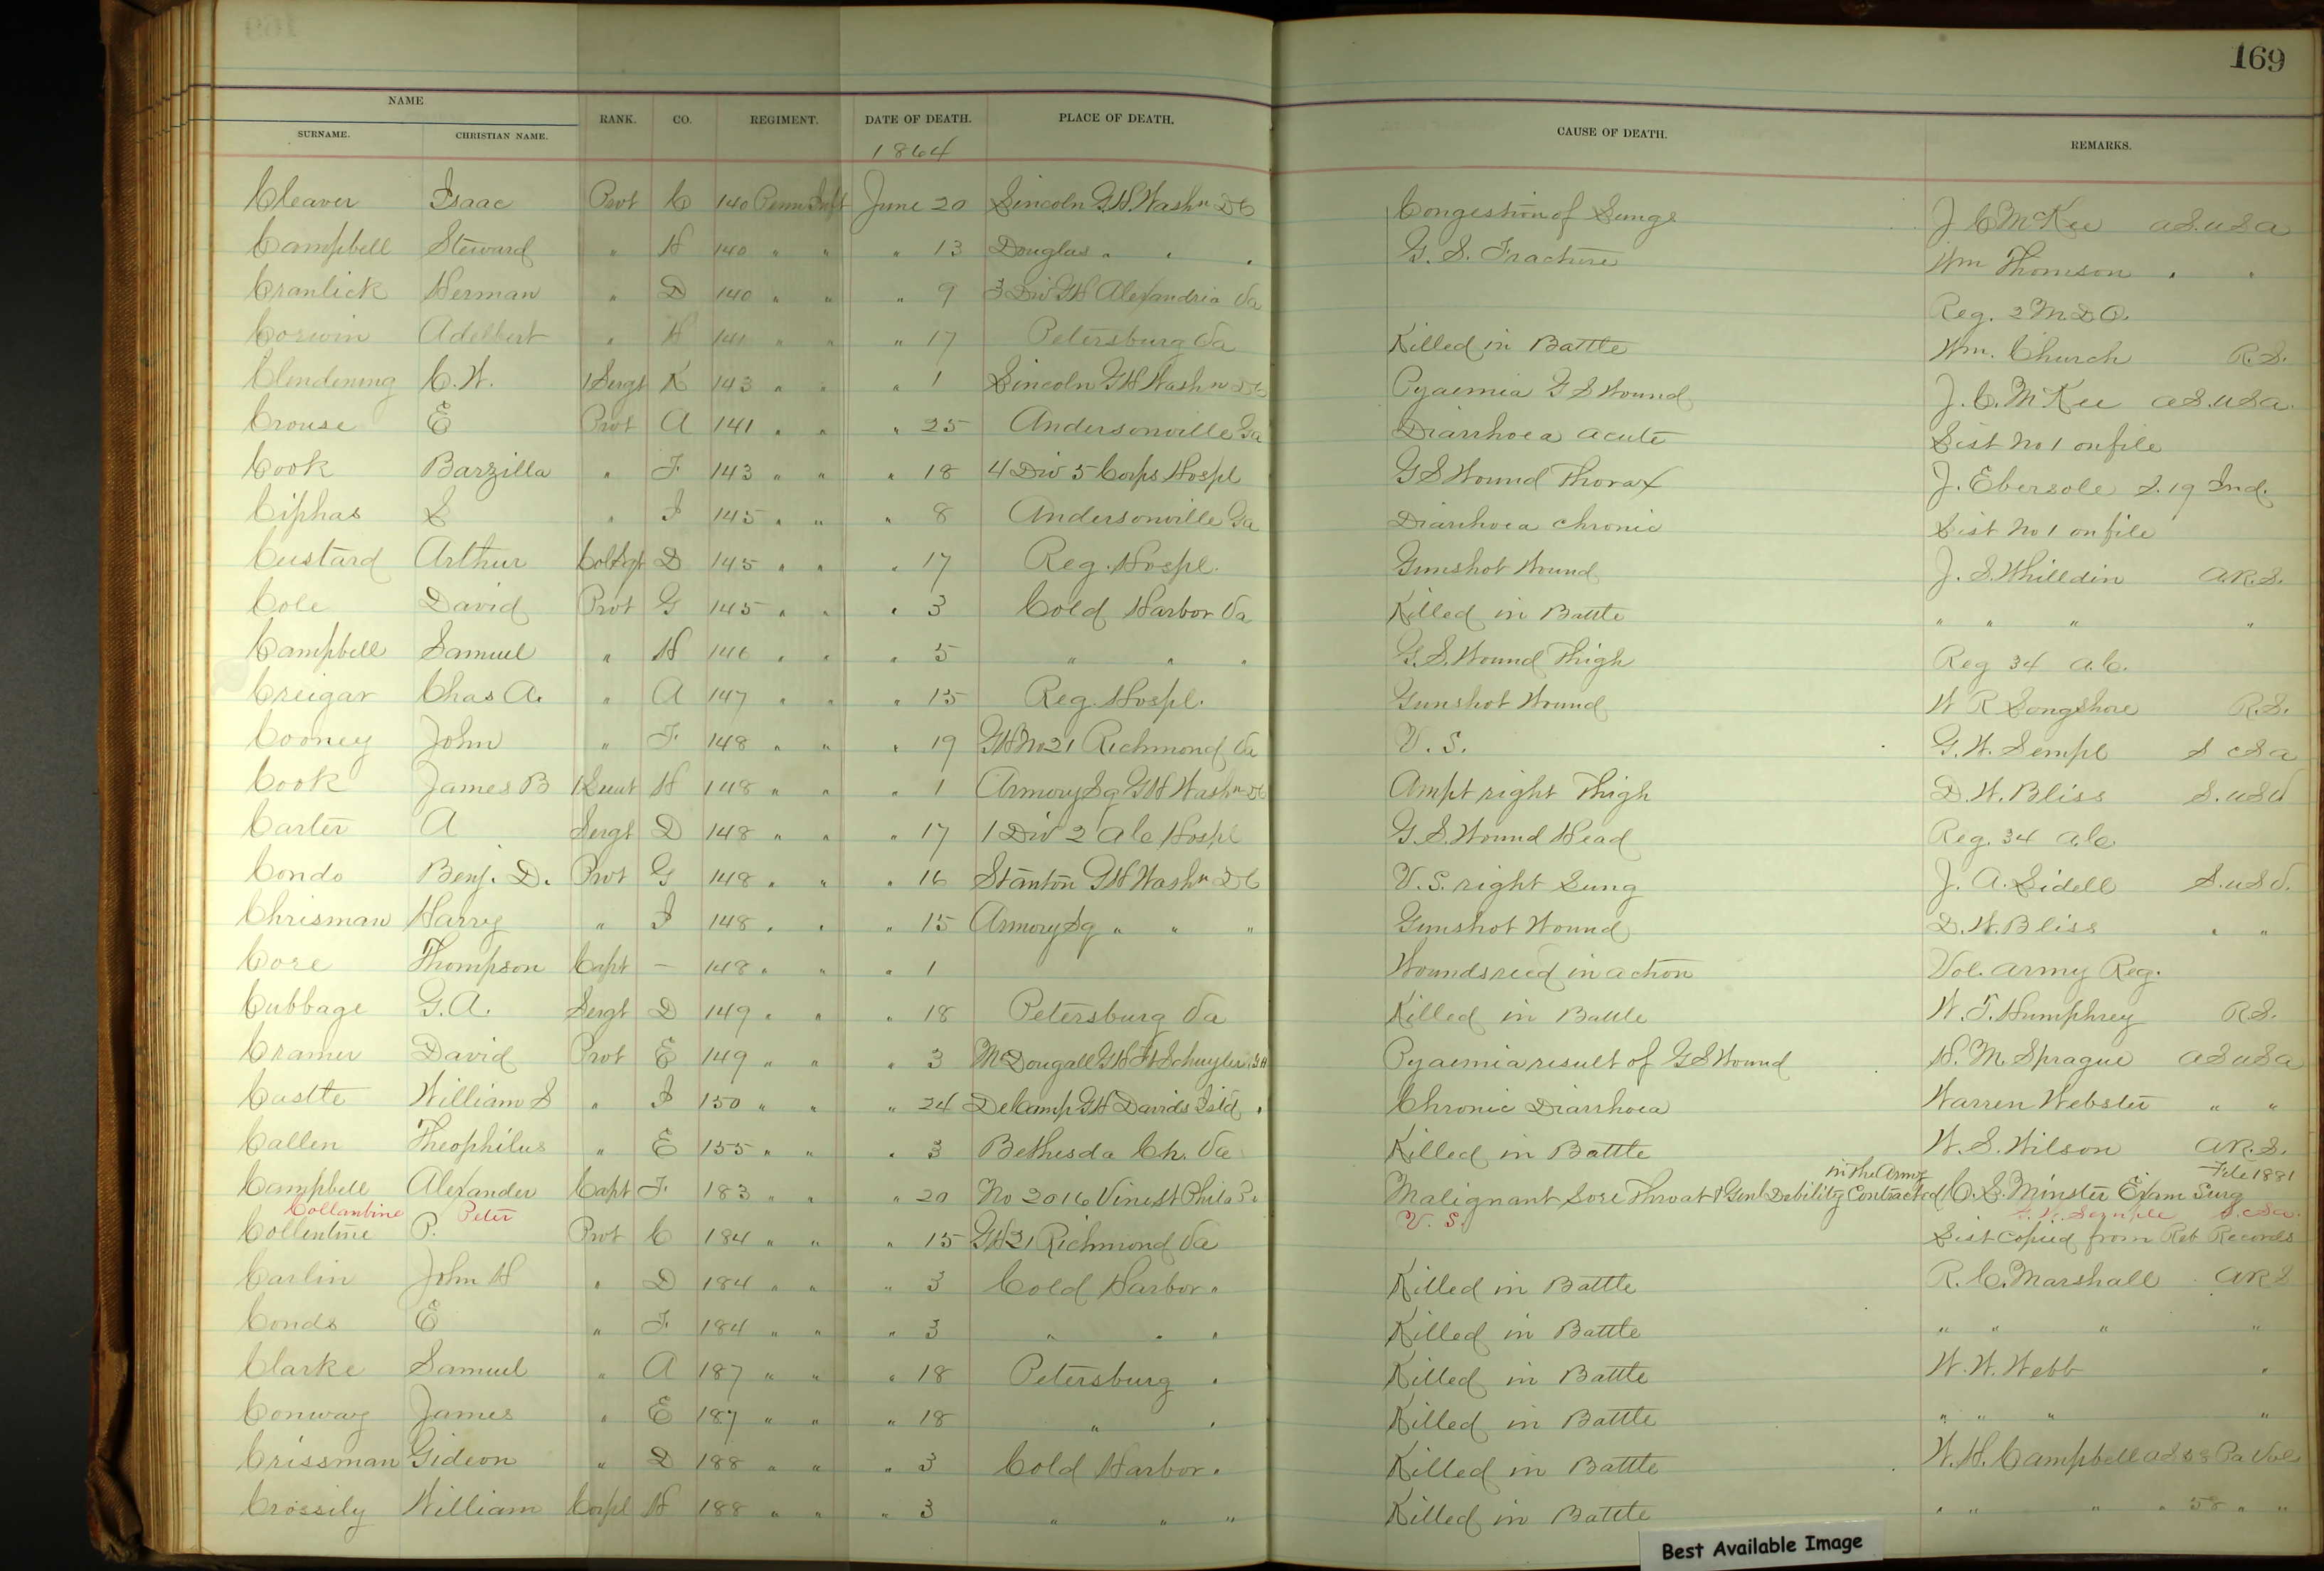 169
NAME
SURNAME. CHRISTIAN NAME. RANK. CO. REGIMENT. DATE OF DEATH. PLACE OF DEATH. CAUSE OF DEATH. REMARKS.
1864
Cleaver Isaac Prvt C 140 Penn Inft June 20 Lincoln G.H. Washn D C Congestion of Lungs J C McKee A S. U S A
Campbell Steward " H 140 " " " 13 Douglas " " " G. S. Fracture Wm Thomson " "
Cranlick Herman " D 140 " " " 9 3 Div G H Alexandria Va Reg. 2 M. D. O.
Corwin Adelbert " H 141 " " " 17 Petersburg Va Killed in Battle Wm. Church R. S.
Clendening C. W. 1 Sergt K 143 " " " 1 Lincoln G H Washn D C Pyaemia G S Wound J. C. McKee A S. U S A.
Crouse E Prvt A 141 " " " 25 Andersonville Ga Diarrhoea acute List No 1 on file
Cook Barzilla " F 143 " " " 18 4 Div 5 Corps Hospl G S Wound Thorax J. Ebersole S. 19 Ind.
Ciphas S " I 145 " " " 8 Andersonville Ga Diarrhoea chronic List No 1 on file
Custard Arthur Col Sgt D 145 " " " 17 Reg. Hospl. Gunshot Wound J. S. Whilldin A. R. S.
Cole David Prvt G 145 " " " 3 Cold Harbor Va Killed in Battle " " " "
Campbell Samuel " H 146 " " " 5 " " " G. S. Wound Thigh Reg 34 A. C.
Creigar Chas A. " A 147 " " " 15 Reg. Hospl. Gunshot Wound W R Longshore R. S.
Cooney John " F 148 " " " 19 G H No 21 Richmond Va V. S. G. W. Sempl S C S A
Cook James B 1 Lieut H 148 " " " 1 Armory Sq G H Washn D C Ampt right Thigh D. W. Bliss S. U S V
Carter A Sergt D 148 " " " 17 1 Div 2 A C Hospl G. S. Wound Head Reg. 34 A. C.
Condo Benj. D. Prvt G 148 " " " 16 Stanton G H Washn D C V. S. right Lung J. A. Lidell S. U S V.
Chrisman Harry " I 148 " " " 15 Armory Sq " " " Gunshot Wound D. W. Bliss " "
Core Thompson Capt — 148 " " " 1 Wounds recd in action Vol. Army Reg.
Cubbage G. A. Sergt D 149 " " " 18 Petersburg Va Killed in Battle W. T. Humphrey R S.
Cramer David Prvt E 149 " " " 3 McDougall G H Ft Schuyler N.Y.H Pyaemia result of G S Wound H. M. Sprague A S U S A
Castte William S " I 150 " " " 24 DeCamp G H Davids Isld " Chronic Diarrhoea Warren Webster " "
Callen Theophilus " E 155 " " " 3 Bethesda Ch. Va Killed in Battle W. S. Wilson A. R. S.
in the Army File 1881
Campbell Alexander Capt F 183 " " " 20 No 2016 Vine st Phila Pa Malignant Sore Throat & Genl Debility Contracted C. S. Minster Exam Surg
Collantine Peter V. S. G. W. Semple S. C S A.
Collentine P. Prvt C 184 " " " 15 G H 21 Richmond Va List copied from Reb Records
Carlin John H " D 184 " " " 3 Cold Harbor " Killed in Battle R. C. Marshall A R S
Conds E " F 184 " " " 3 " " " Killed in Battle " " " "
Clarke Samuel " A 187 " " " 18 Petersburg " Killed in Battle W. W. Webb "
Conway James " E 187 " " " 18 " " Killed in Battle " " " "
Crissman Gideon " D 188 " " " 3 Cold Harbor " Killed in Battle W. H. Campbell A S 58 Pa Vols
Crossily William Corpl H 188 " " " 3 " " " Killed in Battle " " " " 58 " "
Best Available Image